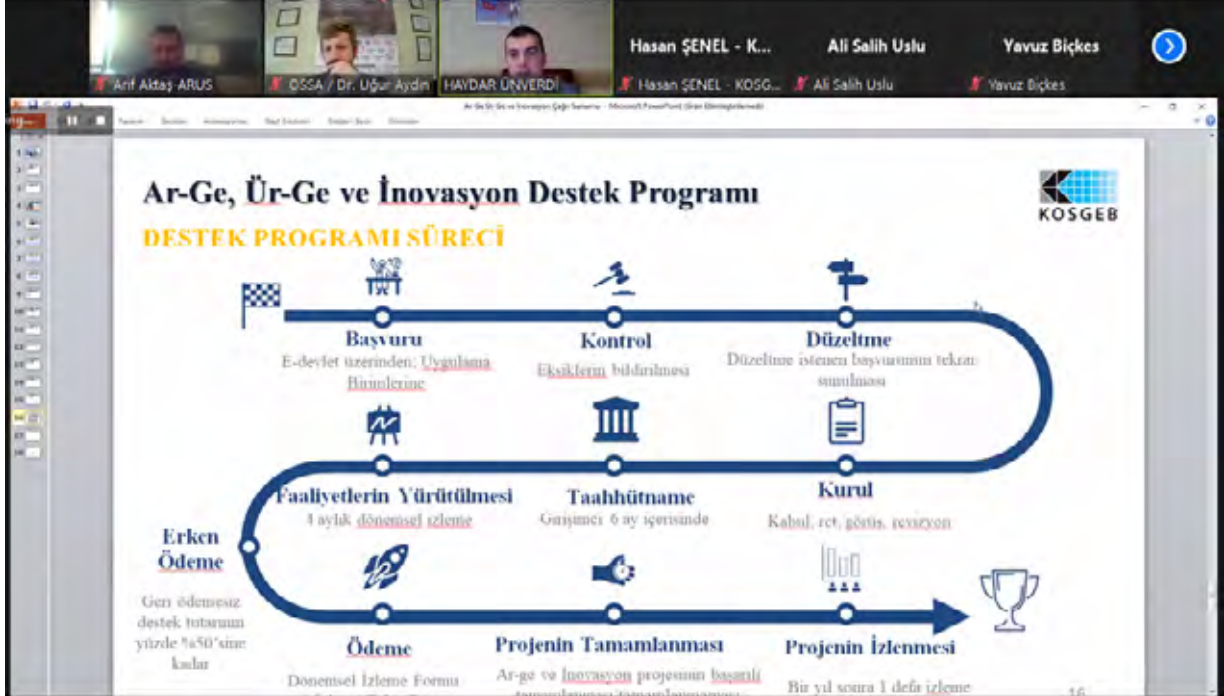 Hasan ŞENEL - K...
Ali Salih Uslu
Yavuz Biçkes
Arif Aktaş-ARUS
OSSA / Dr. Uğur Aydın
HAYDAR ÜNVERDİ
Hasan ŞENEL - KOSG...
Ali Salih Uslu
Yavuz Biçkes
Ar-Ge, Ür-Ge ve İnovasyon Destek Programı
KOSGEB
DESTEK PROGRAMI SÜRECİ
Başvuru
E-devlet üzerinden; Uygulama
Birimlerine
Kontrol
Eksiklerin bildirilmesi
Düzeltme
Düzeltme istenen başvurunun tekrar
sunulması
Kurul
Kabul, ret, görüş, revizyon
Taahhütname
Girişimci 6 ay içerisinde
Faaliyetlerin Yürütülmesi
4 aylık dönemsel izleme
Erken
Ödeme
Geri ödemesiz
destek tutarının
yüzde %50'sine
kadar
Ödeme
Dönemsel İzleme Formu
Projenin Tamamlanması
Ar-ge ve İnovasyon projesinin başarılı
Projenin İzlenmesi
Bir yıl sonra 1 defa izleme
16